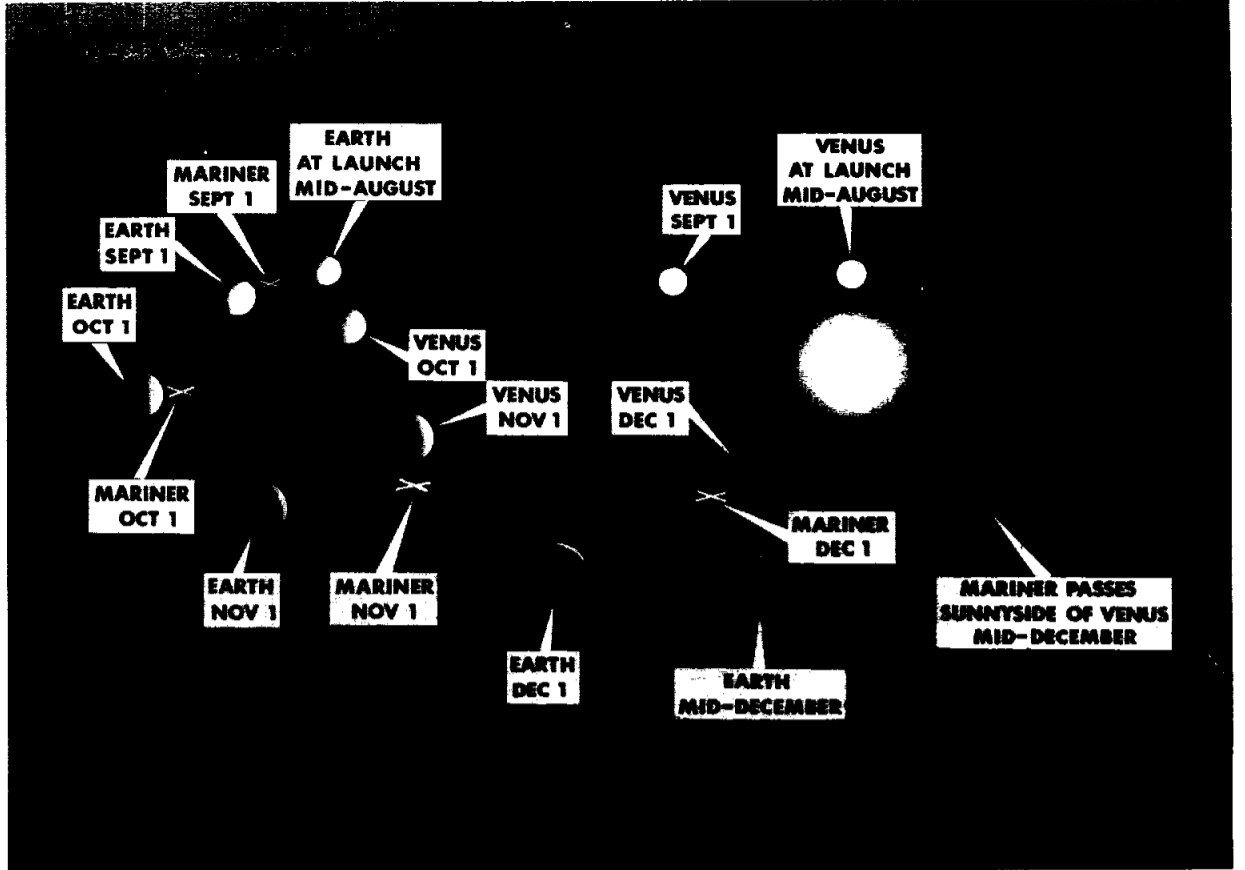 EARTH
AT LAUNCH
MID-AUGUST
VENUS
AT LAUNCH
MID-AUGUST
MARINER
SEPT 1
VENUS
SEPT 1
EARTH
SEPT 1
EARTH
OCT 1
VENUS
OCT 1
VENUS
NOV 1
VENUS
DEC 1
MARINER
OCT 1
MARINER
DEC 1
EARTH
NOV 1
MARINER
NOV 1
MARINER PASSES
SUNNYSIDE OF VENUS
MID-DECEMBER
EARTH
DEC 1
EARTH
MID-DECEMBER